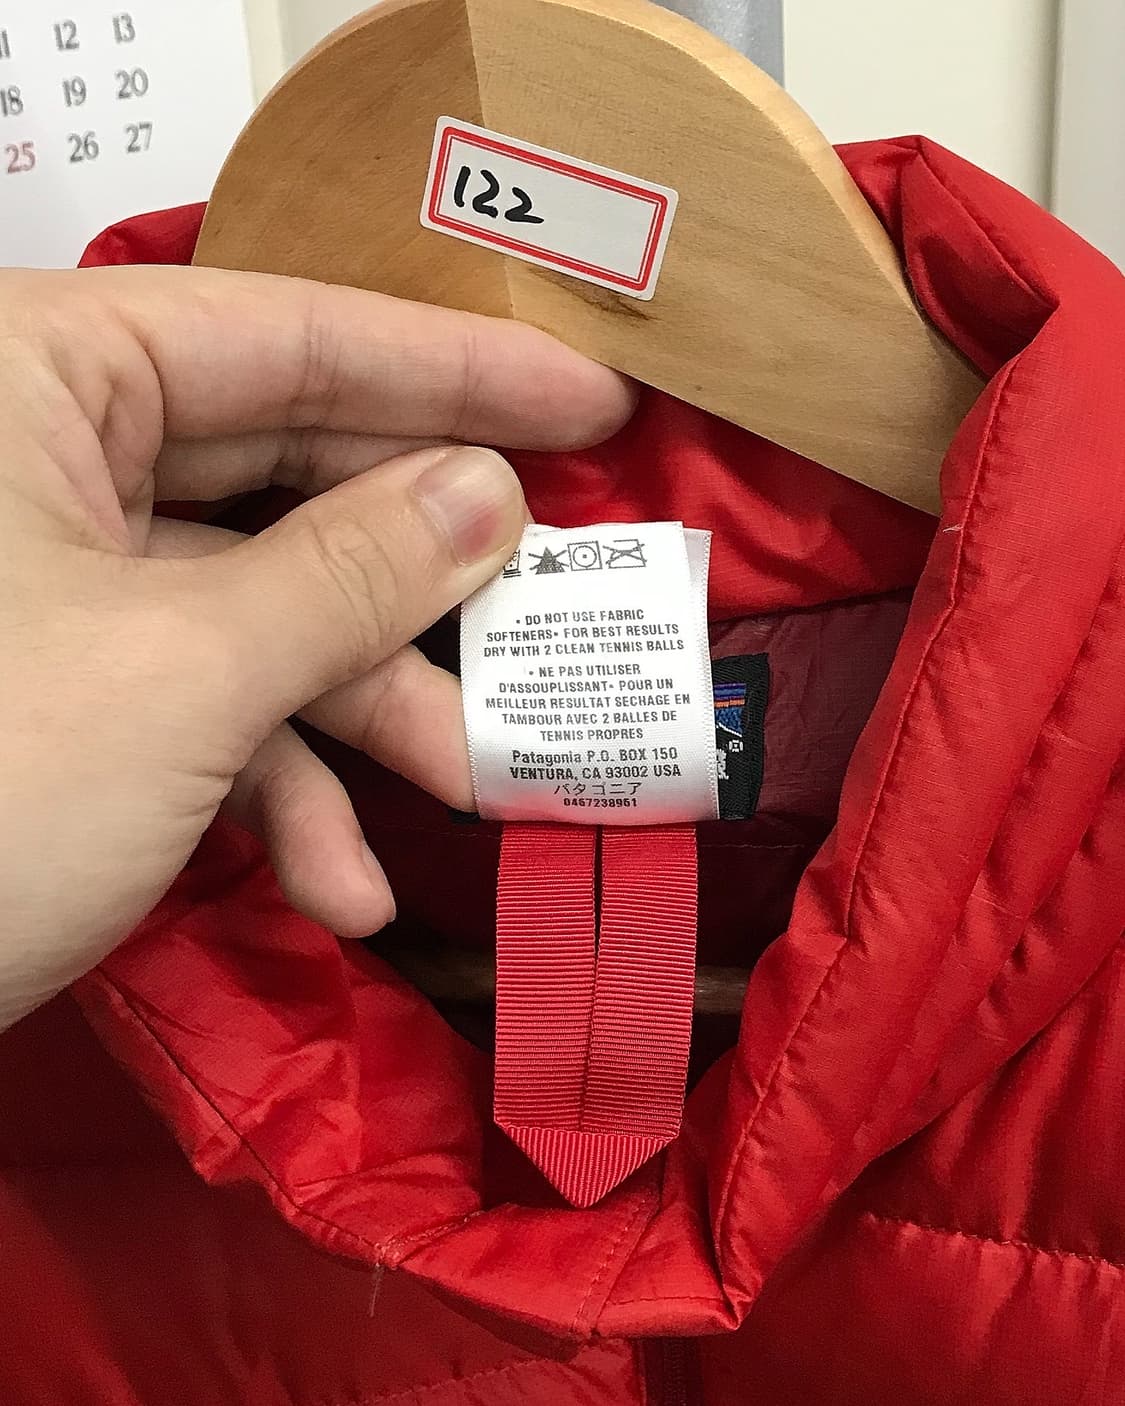 11 12 13
18 19 20
25 26 27
122
• DO NOT USE FABRIC
SOFTENERS• FOR BEST RESULTS
DRY WITH 2 CLEAN TENNIS BALLS
• NE PAS UTILISER
D'ASSOUPLISSANT• POUR UN
MEILLEUR RESULTAT SECHAGE EN
TAMBOUR AVEC 2 BALLES DE
TENNIS PROPRES
Patagonia P.O. BOX 150
VENTURA, CA 93002 USA
パタゴニア
0467238961